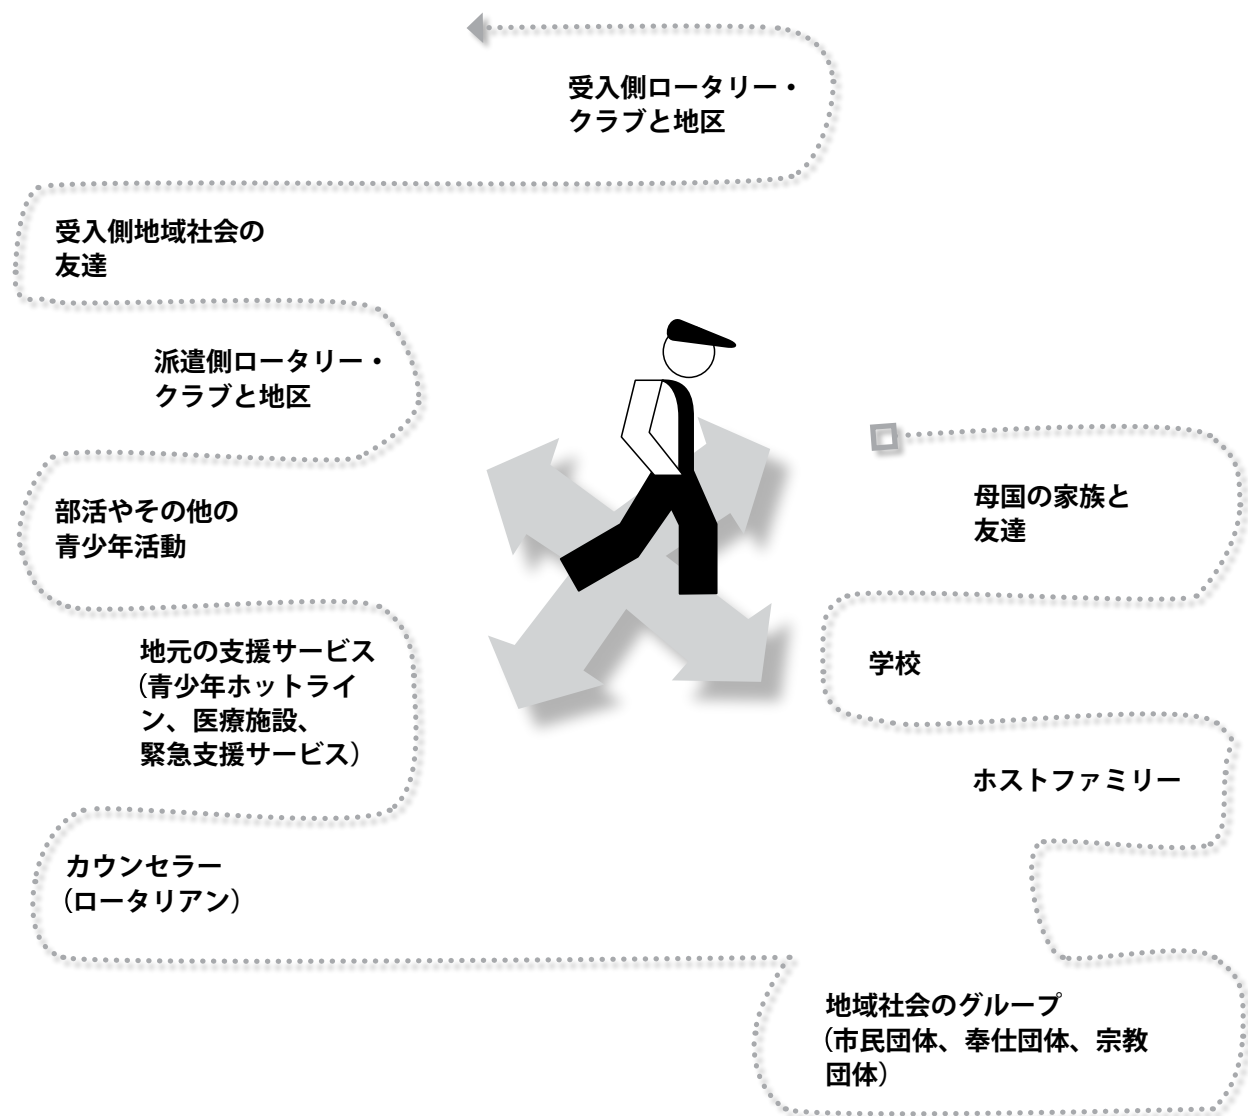 受入側ロータリー・
クラブと地区
受入側地域社会の
友達
派遣側ロータリー・
クラブと地区
母国の家族と
友達
部活やその他の
青少年活動
地元の支援サービス
（青少年ホットライ
ン、医療施設、
緊急支援サービス）
学校
ホストファミリー
カウンセラー
（ロータリアン）
地域社会のグループ
（市民団体、奉仕団体、宗教
団体）